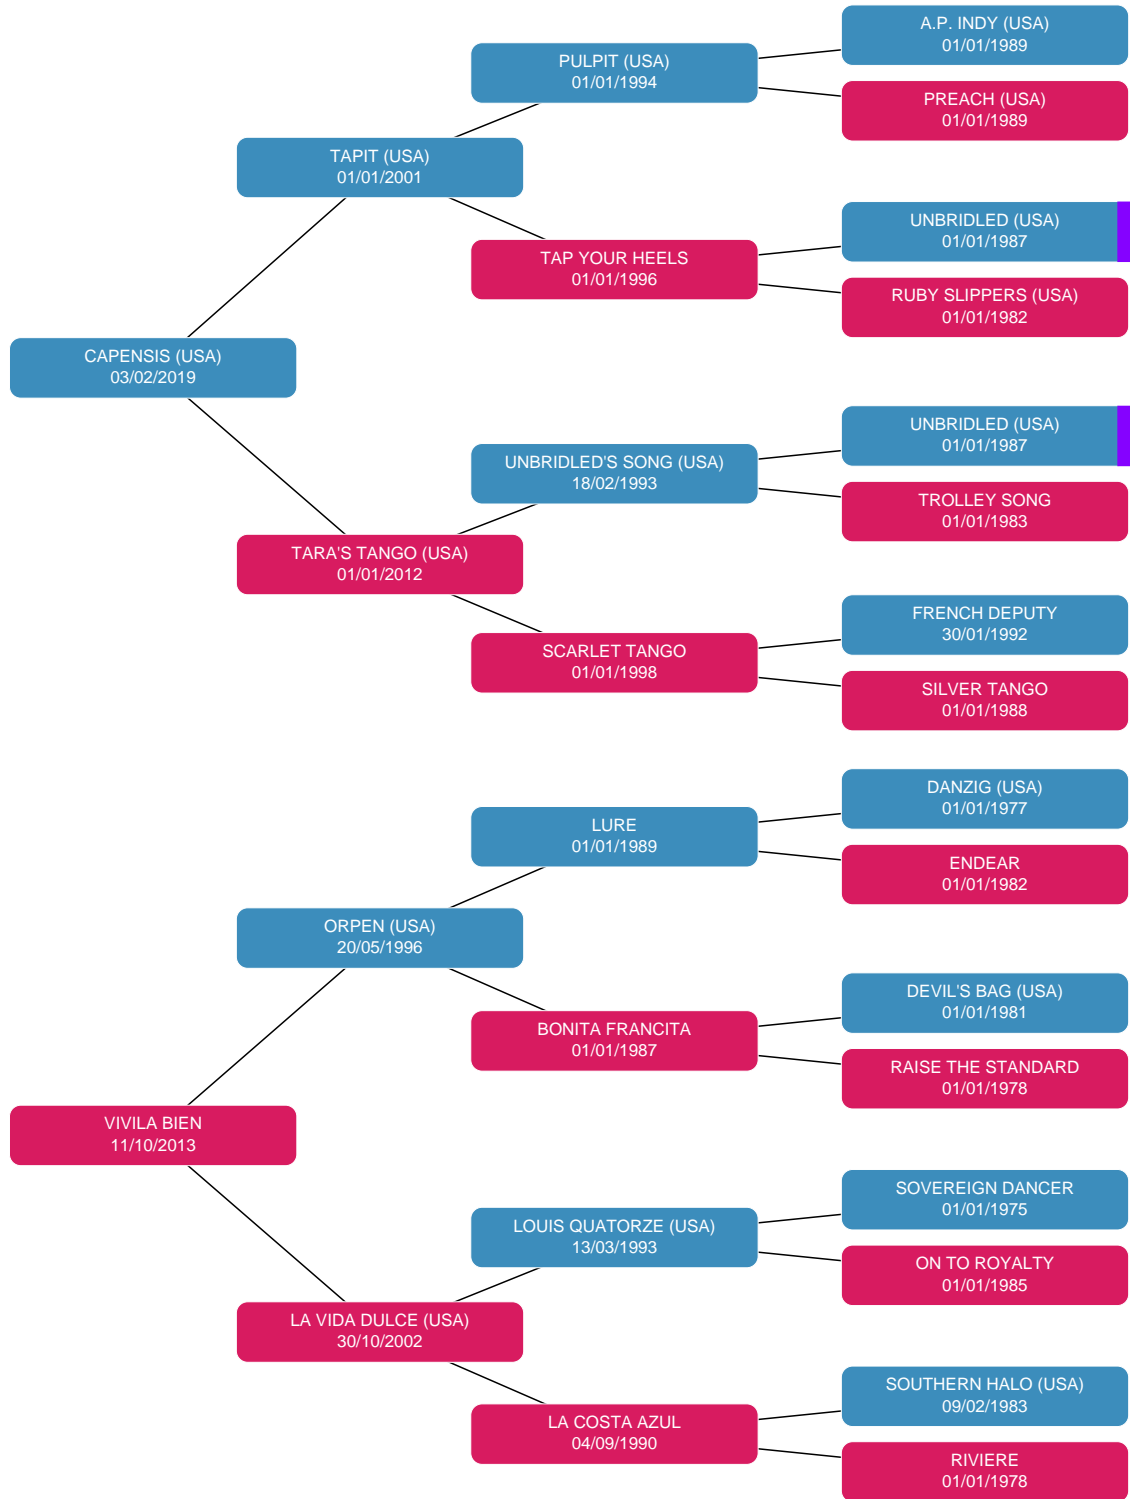 A.P. INDY (USA)
01/01/1989
PULPIT (USA)
01/01/1994
PREACH (USA)
01/01/1989
TAPIT (USA)
01/01/2001
UNBRIDLED (USA)
01/01/1987
TAP YOUR HEELS
01/01/1996
RUBY SLIPPERS (USA)
01/01/1982
CAPENSIS (USA)
03/02/2019
UNBRIDLED (USA)
01/01/1987
UNBRIDLED'S SONG (USA)
18/02/1993
TROLLEY SONG
01/01/1983
TARA'S TANGO (USA)
01/01/2012
FRENCH DEPUTY
30/01/1992
SCARLET TANGO
01/01/1998
SILVER TANGO
01/01/1988
DANZIG (USA)
01/01/1977
LURE
01/01/1989
ENDEAR
01/01/1982
ORPEN (USA)
20/05/1996
DEVIL'S BAG (USA)
01/01/1981
BONITA FRANCITA
01/01/1987
RAISE THE STANDARD
01/01/1978
VIVILA BIEN
11/10/2013
SOVEREIGN DANCER
01/01/1975
LOUIS QUATORZE (USA)
13/03/1993
ON TO ROYALTY
01/01/1985
LA VIDA DULCE (USA)
30/10/2002
SOUTHERN HALO (USA)
09/02/1983
LA COSTA AZUL
04/09/1990
RIVIERE
01/01/1978